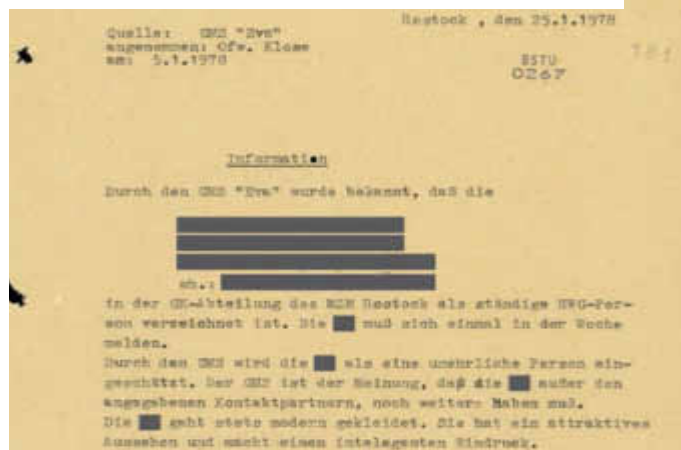 Rostock , den 25.1.1978
Quelle: GMS "Eva"
angenommen: Ofw. Klose
am: 5.1.1978
BSTU
0267
Information
Durch den GMS "Eva" wurde bekannt, daß die
wh.:
in der GK-Abteilung des BKH Rostock als ständige HWG-Per-
son verzeichnet ist. Die muß sich einmal in der Woche
melden.
Durch den GMS wird die als eine unehrliche Person ein-
geschätzt. Der GMS ist der Meinung, daß die außer den
angegebenen Kontaktpartnern, noch weitere haben muß.
Die geht stets modern gekleidet. Sie hat ein attraktives
Aussehen und macht einen intelegenten Eindruck.